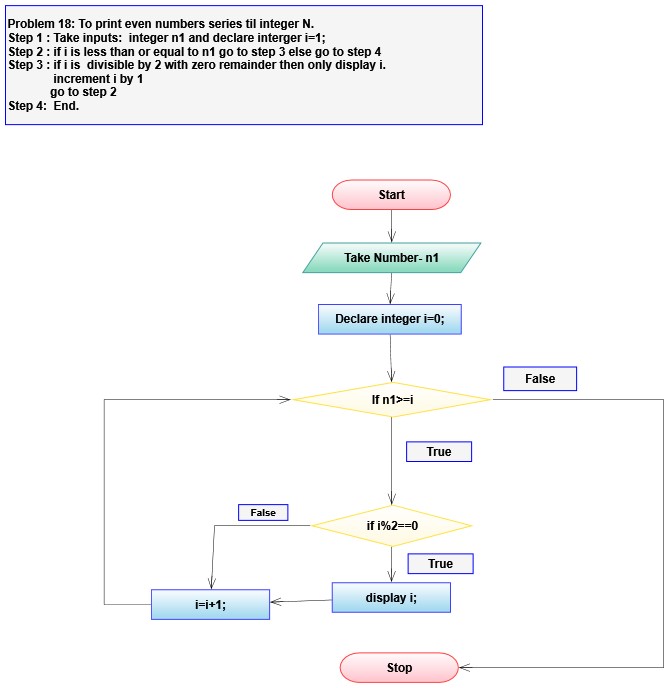 Problem 18: To print even numbers series til integer N.
Step 1 : Take inputs: integer n1 and declare interger i=1;
Step 2 : if i is less than or equal to n1 go to step 3 else go to step 4
Step 3 : if i is divisible by 2 with zero remainder then only display i.
increment i by 1
go to step 2
Step 4: End.
Start
Take Number- n1
Declare integer i=0;
False
If n1>=i
True
False
if i%2==0
True
i=i+1;
display i;
Stop